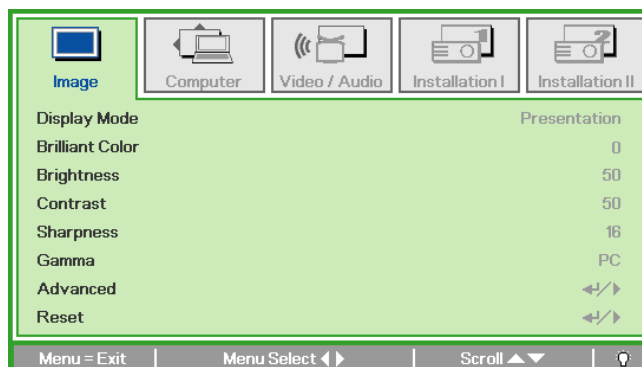 Image Computer Video / Audio Installation I Installation II
Display Mode Presentation
Brilliant Color 0
Brightness 50
Contrast 50
Sharpness 16
Gamma PC
Advanced
Reset
Menu = Exit Menu Select Scroll